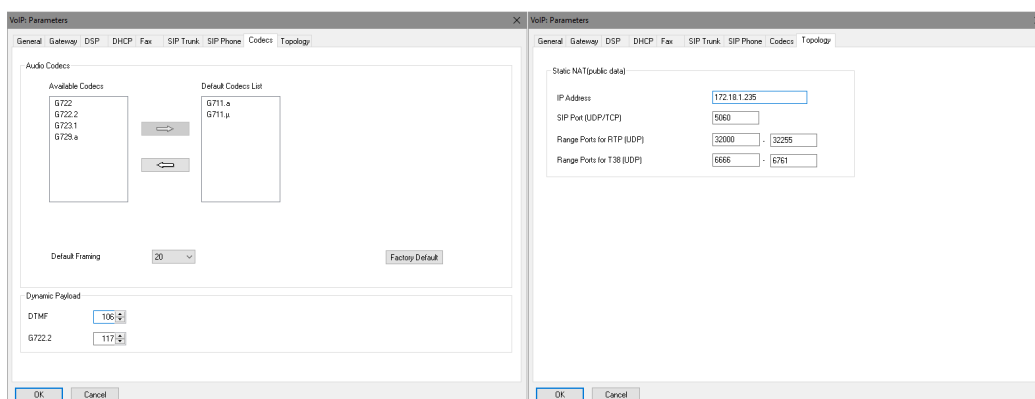 VoIP: Parameters
General Gateway DSP DHCP Fax SIP Trunk SIP Phone Codecs Topology
Audio Codecs
Available Codecs
G722
G722.2
G723.1
G729.a
Default Codecs List
G711.a
G711.µ
Default Framing 20
Factory Default
Dynamic Payload
DTMF 106
G722.2 117
OK Cancel
VoIP: Parameters
General Gateway DSP DHCP Fax SIP Trunk SIP Phone Codecs Topology
Static NAT(public data)
IP Address 172.18.1.235
SIP Port (UDP/TCP) 5060
Range Ports for RTP (UDP) 32000 - 32255
Range Ports for T38 (UDP) 6666 - 6761
OK Cancel